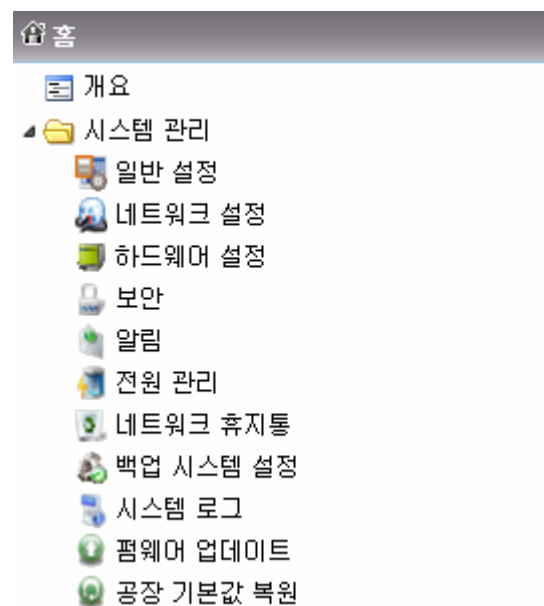 홈
개요
시스템 관리
일반 설정
네트워크 설정
하드웨어 설정
보안
알림
전원 관리
네트워크 휴지통
백업 시스템 설정
시스템 로그
펌웨어 업데이트
공장 기본값 복원